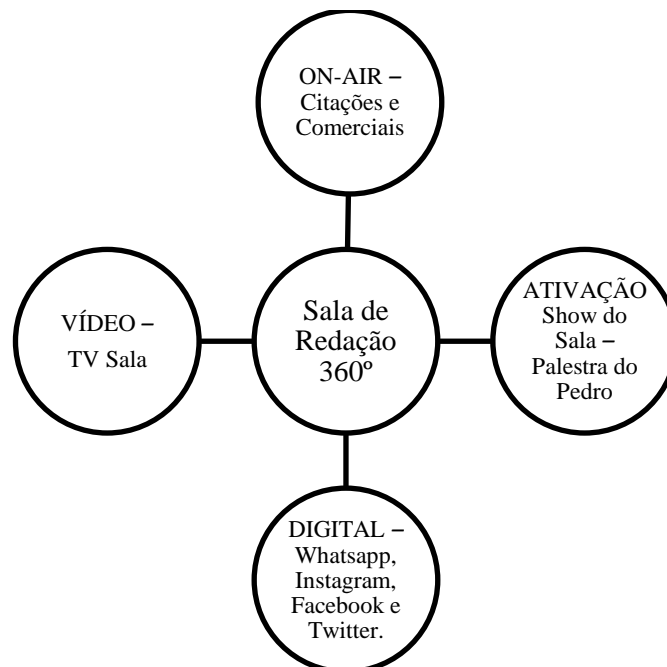 ON-AIR –
Citações e
Comerciais
VÍDEO –
TV Sala
Sala de
Redação
360º
ATIVAÇÃO
Show do
Sala –
Palestra do
Pedro
DIGITAL –
Whatsapp,
Instagram,
Facebook e
Twitter.